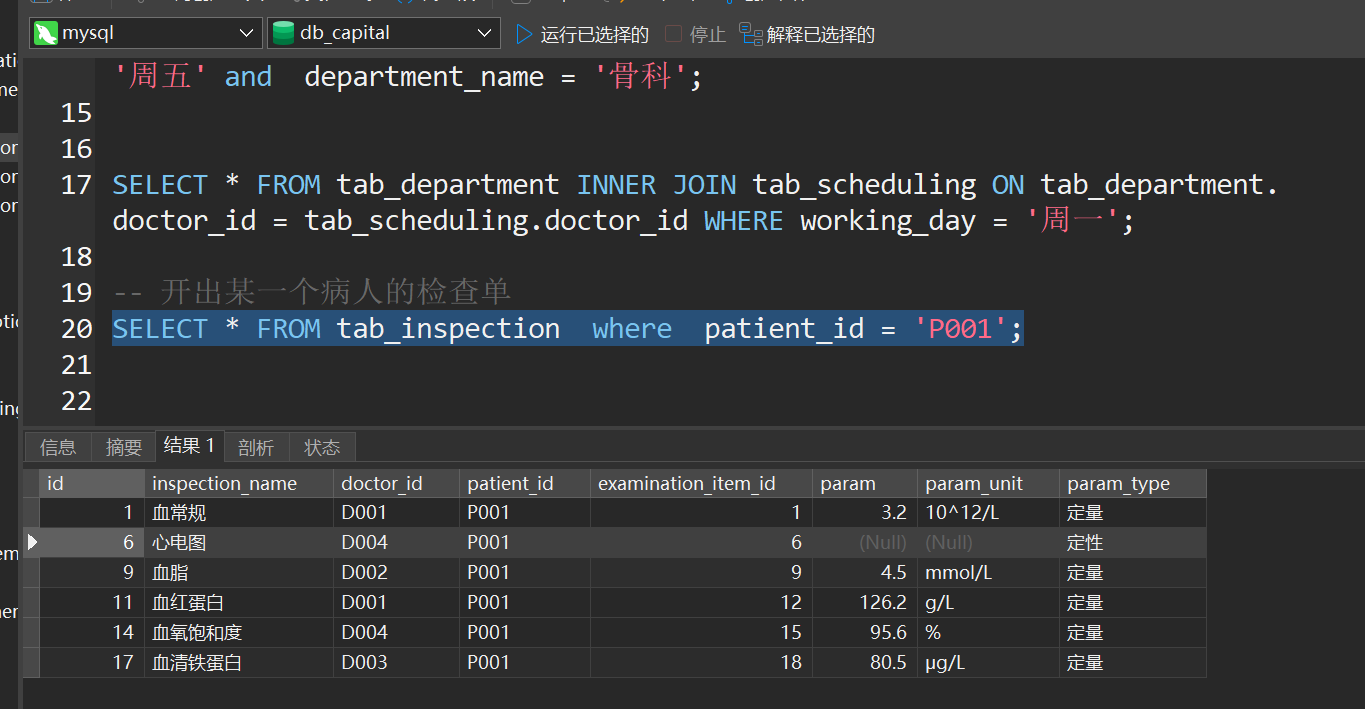 mysql db_capital 运行已选择的 停止 解释已选择的
'周五' and department_name = '骨科';
15
16
17 SELECT * FROM tab_department INNER JOIN tab_scheduling ON tab_department.
doctor_id = tab_scheduling.doctor_id WHERE working_day = '周一';
18
19 -- 开出某一个病人的检查单
20 SELECT * FROM tab_inspection where patient_id = 'P001';
21
22
信息 摘要 结果 1 剖析 状态
id inspection_name doctor_id patient_id examination_item_id param param_unit param_type
1 血常规 D001 P001 1 3.2 10^12/L 定量
6 心电图 D004 P001 6 (Null) (Null) 定性
9 血脂 D002 P001 9 4.5 mmol/L 定量
11 血红蛋白 D001 P001 12 126.2 g/L 定量
14 血氧饱和度 D004 P001 15 95.6 % 定量
17 血清铁蛋白 D003 P001 18 80.5 μg/L 定量